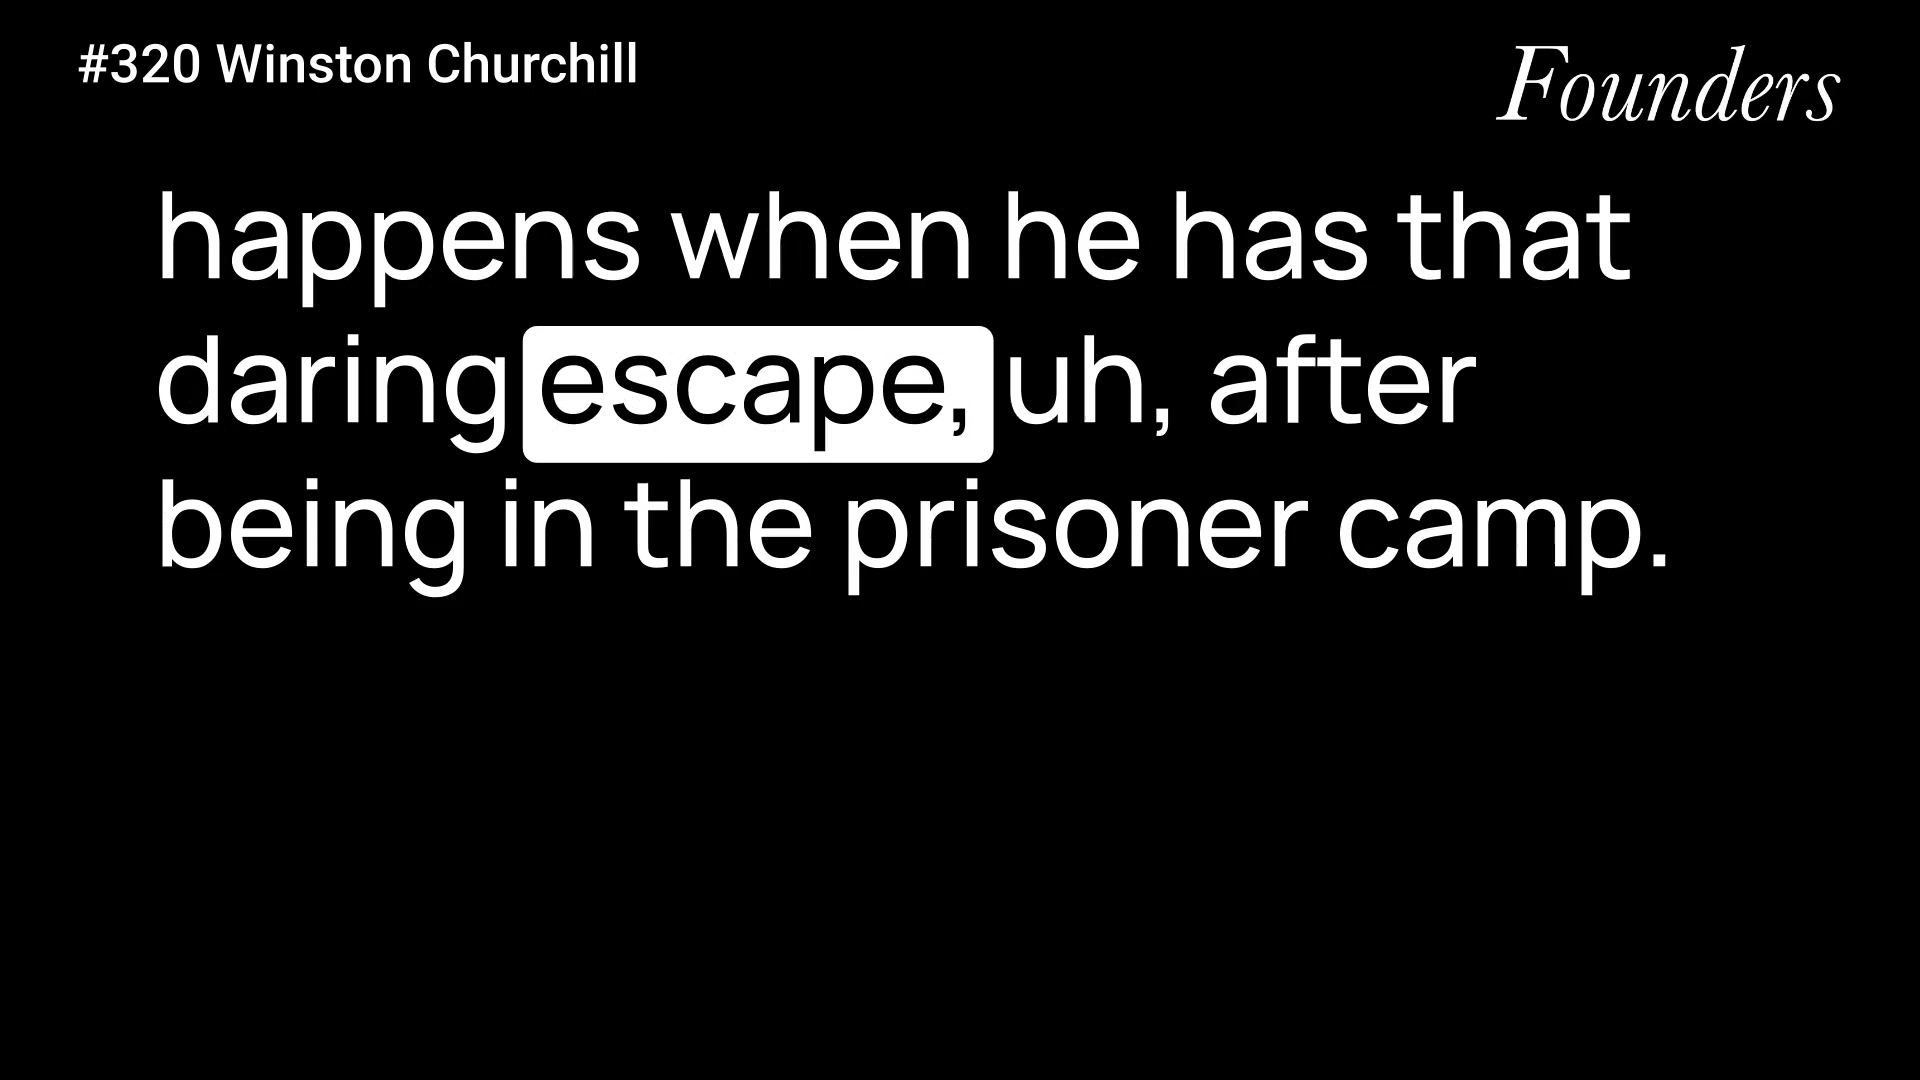 #320 Winston Churchill
Founders
happens when he has that
daring escape, uh, after
being in the prisoner camp.